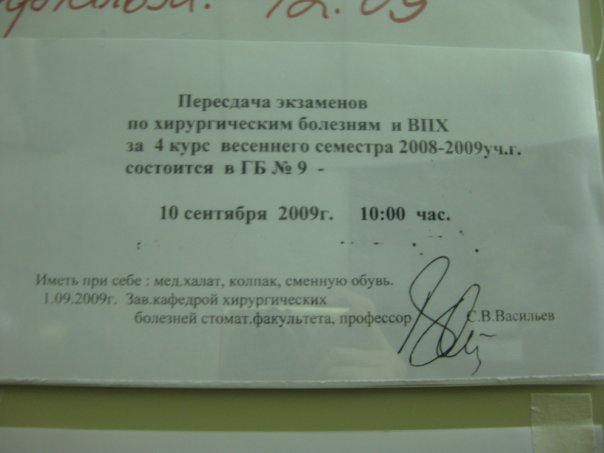 12.09
Пересдача экзаменов
по хирургическим болезням и ВПХ
за 4 курс весеннего семестра 2008-2009уч.г.
состоится в ГБ № 9 -
10 сентября 2009г. 10:00 час.
Иметь при себе : мед.халат, колпак, сменную обувь.
1.09.2009г. Зав.кафедрой хирургических
болезней стомат.факультета, профессор С.В.Васильев